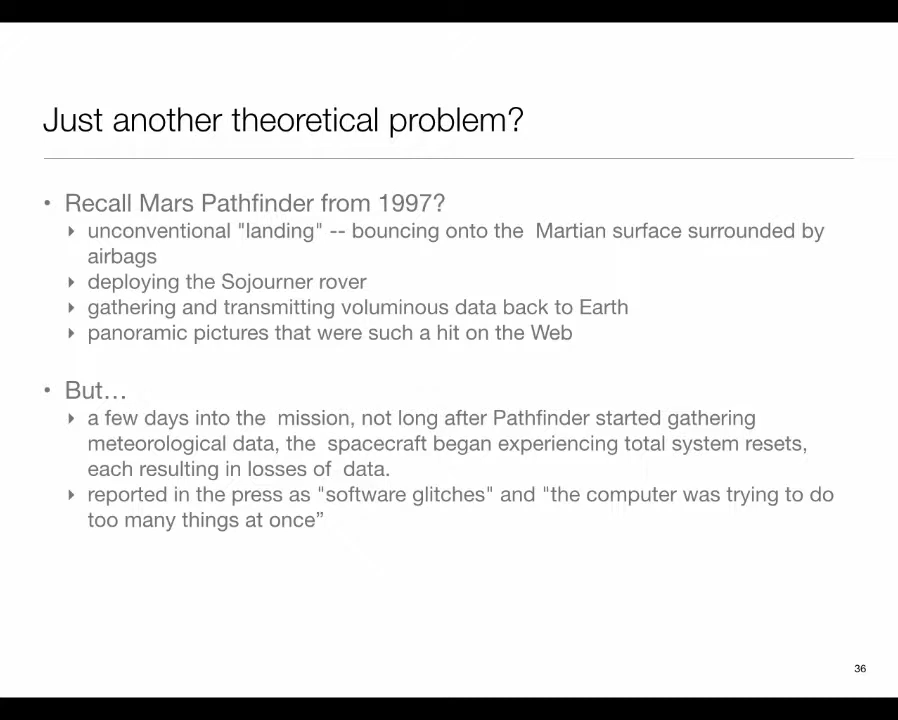 Just another theoretical problem?
• Recall Mars Pathfinder from 1997?
‣ unconventional "landing" -- bouncing onto the  Martian surface surrounded by
airbags
‣ deploying the Sojourner rover
‣ gathering and transmitting voluminous data back to Earth
‣ panoramic pictures that were such a hit on the Web
• But…
‣ a few days into the  mission, not long after Pathfinder started gathering
meteorological data, the  spacecraft began experiencing total system resets,
each resulting in losses of  data.
‣ reported in the press as "software glitches" and "the computer was trying to do
too many things at once”
36